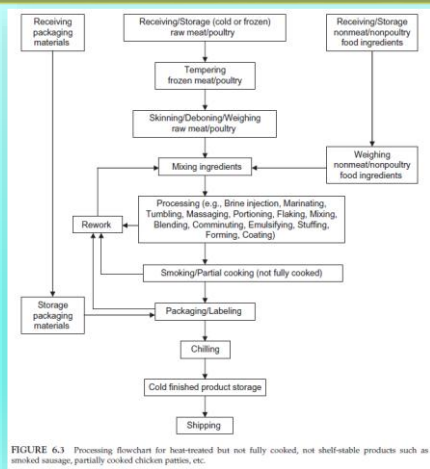 Receiving
packaging
materials
Receiving/Storage (cold or frozen)
raw meat/poultry
Receiving/Storage
nonmeat/nonpoultry
food ingredients
Tempering
frozen meat/poultry
Skinning/Deboning/Weighing
raw meat/poultry
Mixing ingredients
Weighing
nonmeat/nonpoultry
food ingredients
Processing (e.g., Brine injection, Marinating,
Tumbling, Massaging, Portioning, Flaking, Mixing,
Blending, Comminuting, Emulsifying, Stuffing,
Forming, Coating)
Rework
Smoking/Partial cooking (not fully cooked)
Storage
packaging
materials
Packaging/Labeling
Chilling
Cold finished product storage
Shipping
FIGURE 6.3 Processing flowchart for heat-treated but not fully cooked, not shelf-stable products such as
smoked sausage, partially cooked chicken patties, etc.